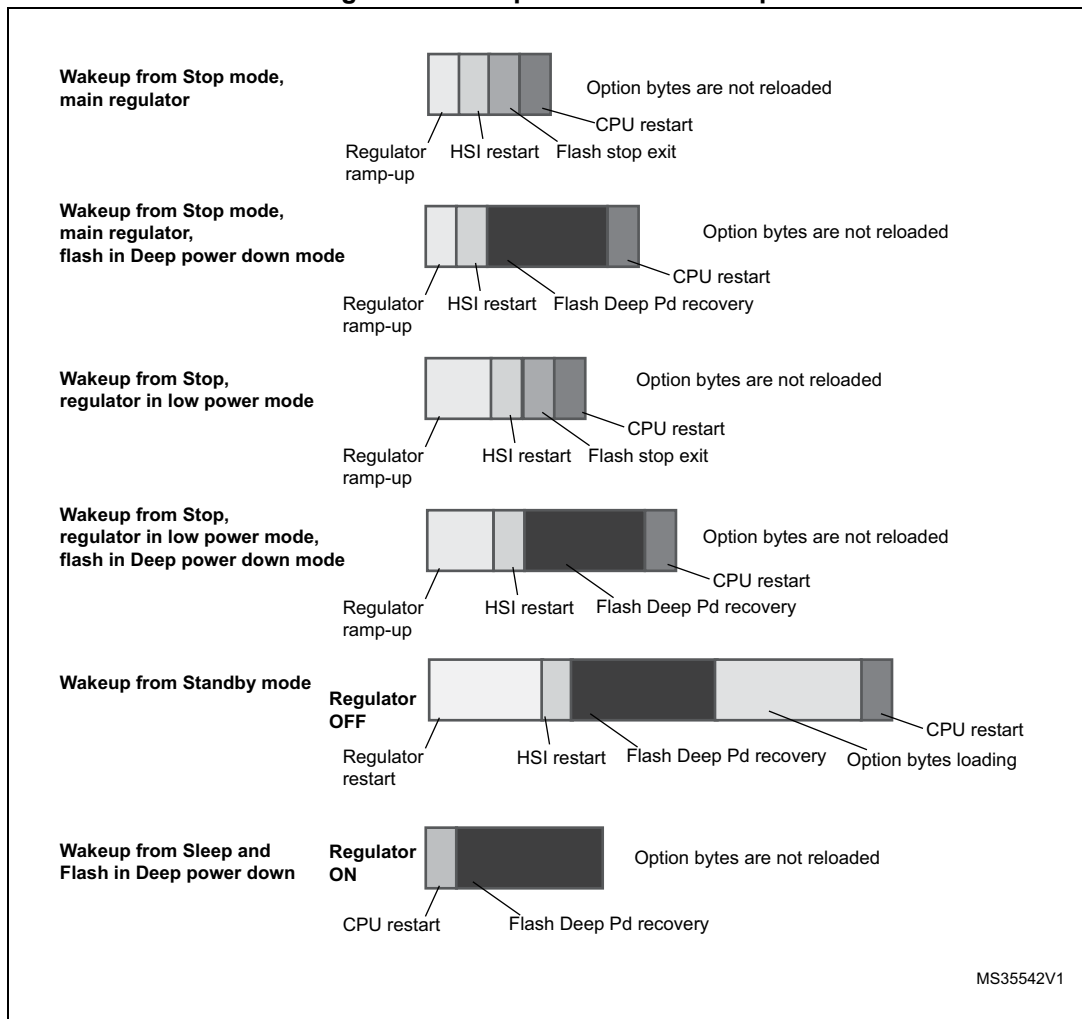 Wakeup from Stop mode,
main regulator
Option bytes are not reloaded
CPU restart
Regulator
ramp-up
HSI restart
Flash stop exit
Wakeup from Stop mode,
main regulator,
flash in Deep power down mode
Option bytes are not reloaded
CPU restart
Regulator
ramp-up
HSI restart
Flash Deep Pd recovery
Wakeup from Stop,
regulator in low power mode
Option bytes are not reloaded
CPU restart
Regulator
ramp-up
HSI restart
Flash stop exit
Wakeup from Stop,
regulator in low power mode,
flash in Deep power down mode
Option bytes are not reloaded
CPU restart
Regulator
ramp-up
HSI restart
Flash Deep Pd recovery
Wakeup from Standby mode
Regulator
OFF
CPU restart
Regulator
restart
HSI restart
Flash Deep Pd recovery
Option bytes loading
Wakeup from Sleep and
Flash in Deep power down
Regulator
ON
Option bytes are not reloaded
CPU restart
Flash Deep Pd recovery
MS35542V1